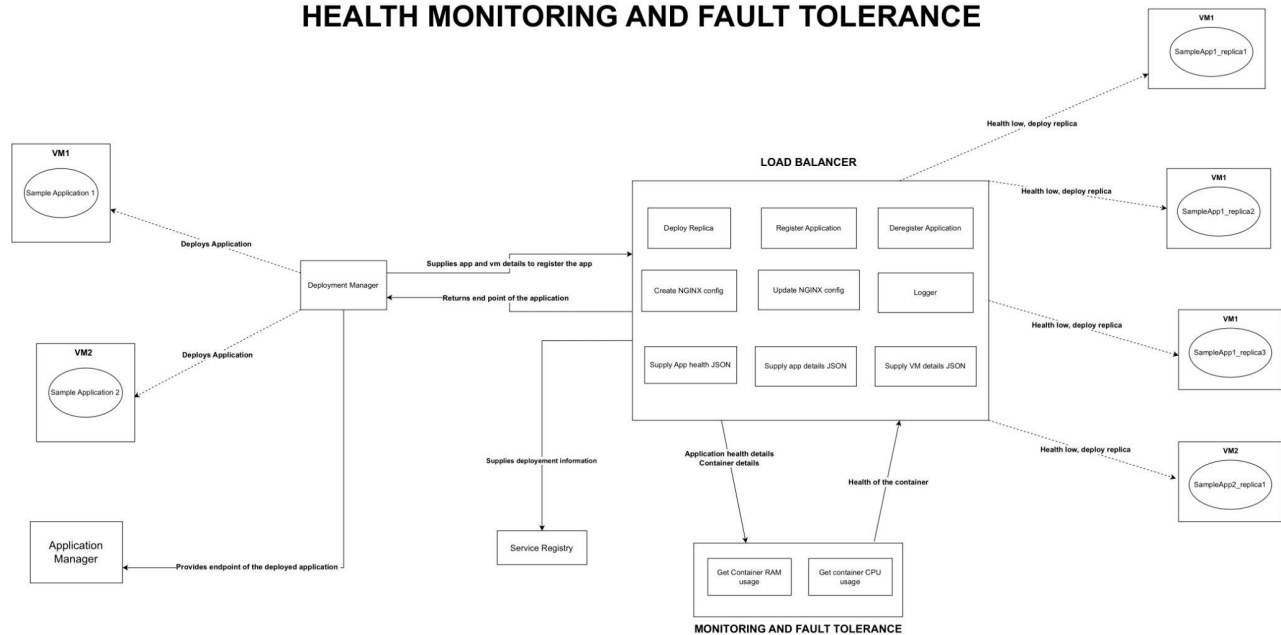 HEALTH MONITORING AND FAULT TOLERANCE
VM1
SampleApp1_replica1
Health low, deploy replica
VM1
Sample Application 1
LOAD BALANCER
VM1
SampleApp1_replica2
Health low, deploy replica
Deploy Replica
Register Application
Deregister Application
Deploys Application
Supplies app and vm details to register the app
Deployment Manager
Create NGINX config
Update NGINX config
Logger
Returns end point of the application
VM1
SampleApp1_replica3
Health low, deploy replica
Deploys Application
VM2
Sample Application 2
Supply App health JSON
Supply app details JSON
Supply VM details JSON
VM2
SampleApp2_replica1
Health low, deploy replica
Supplies deployement information
Application health details
Container details
Health of the container
Application
Manager
Provides endpoint of the deployed application
Service Registry
Get Container RAM
usage
Get container CPU
usage
MONITORING AND FAULT TOLERANCE